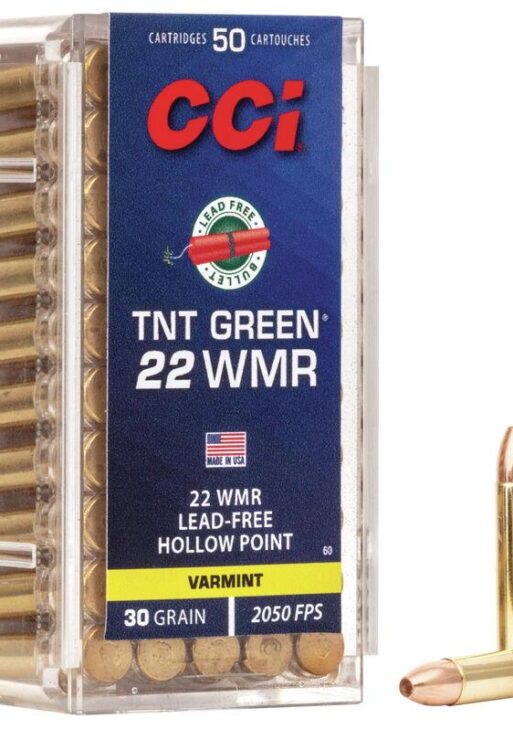 CARTRIDGES 50 CARTOUCHES
CCi
LEAD FREE
BULLET
TNT GREEN®
22 WMR
MADE IN USA
22 WMR
LEAD-FREE
HOLLOW POINT
60
VARMINT
30 GRAIN 2050 FPS